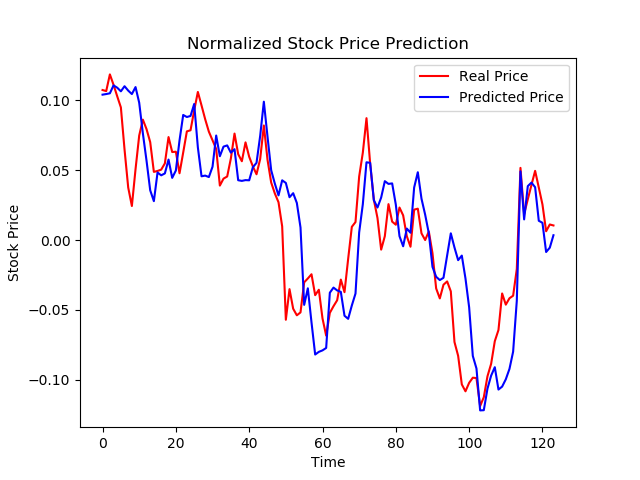 Normalized Stock Price Prediction
Real Price
Predicted Price
Stock Price
0.10
0.05
0.00
−0.05
−0.10
0 20 40 60 80 100 120
Time